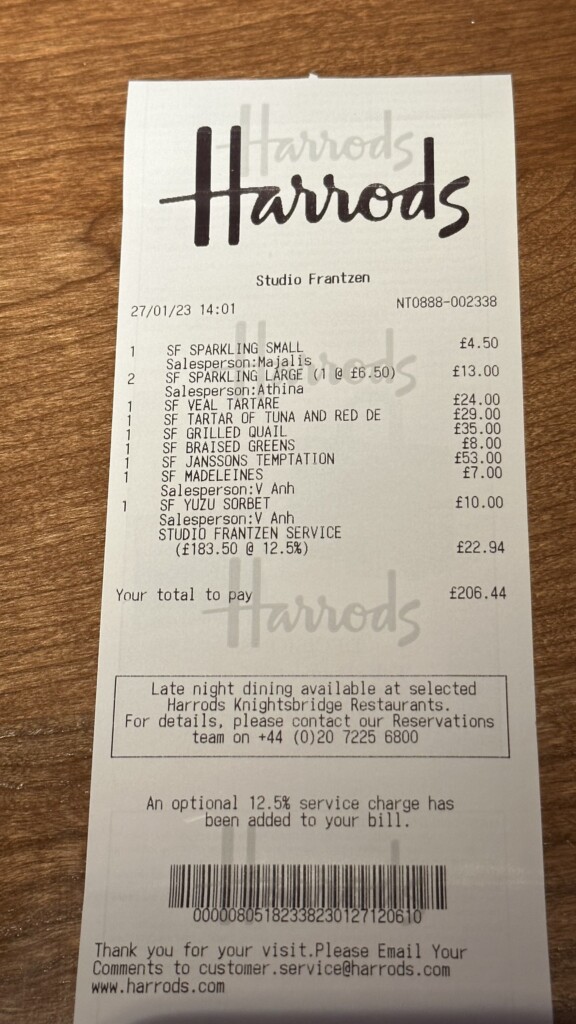 Harrods
Harrods
Studio Frantzen
27/01/23 14:01 NT0888-002338
1 SF SPARKLING SMALL £4.50
Salesperson:Majalis
2 SF SPARKLING LARGE (1 @ £6.50) £13.00
Salesperson:Athina
1 SF VEAL TARTARE £24.00
1 SF TARTAR OF TUNA AND RED DE £29.00
1 SF GRILLED QUAIL £35.00
1 SF BRAISED GREENS £8.00
1 SF JANSSONS TEMPTATION £53.00
1 SF MADELEINES £7.00
Salesperson:V Anh
1 SF YUZU SORBET £10.00
Salesperson:V Anh
STUDIO FRANTZEN SERVICE
(£183.50 @ 12.5%) £22.94
Your total to pay £206.44
Harrods
Late night dining available at selected
Harrods Knightsbridge Restaurants.
For details, please contact our Reservations
team on +44 (0)20 7225 6800
An optional 12.5% service charge has
been added to your bill.
Harrods
00000805182338230127120610
Thank you for your visit.Please Email Your
Comments to customer.service@harrods.com
www.harrods.com